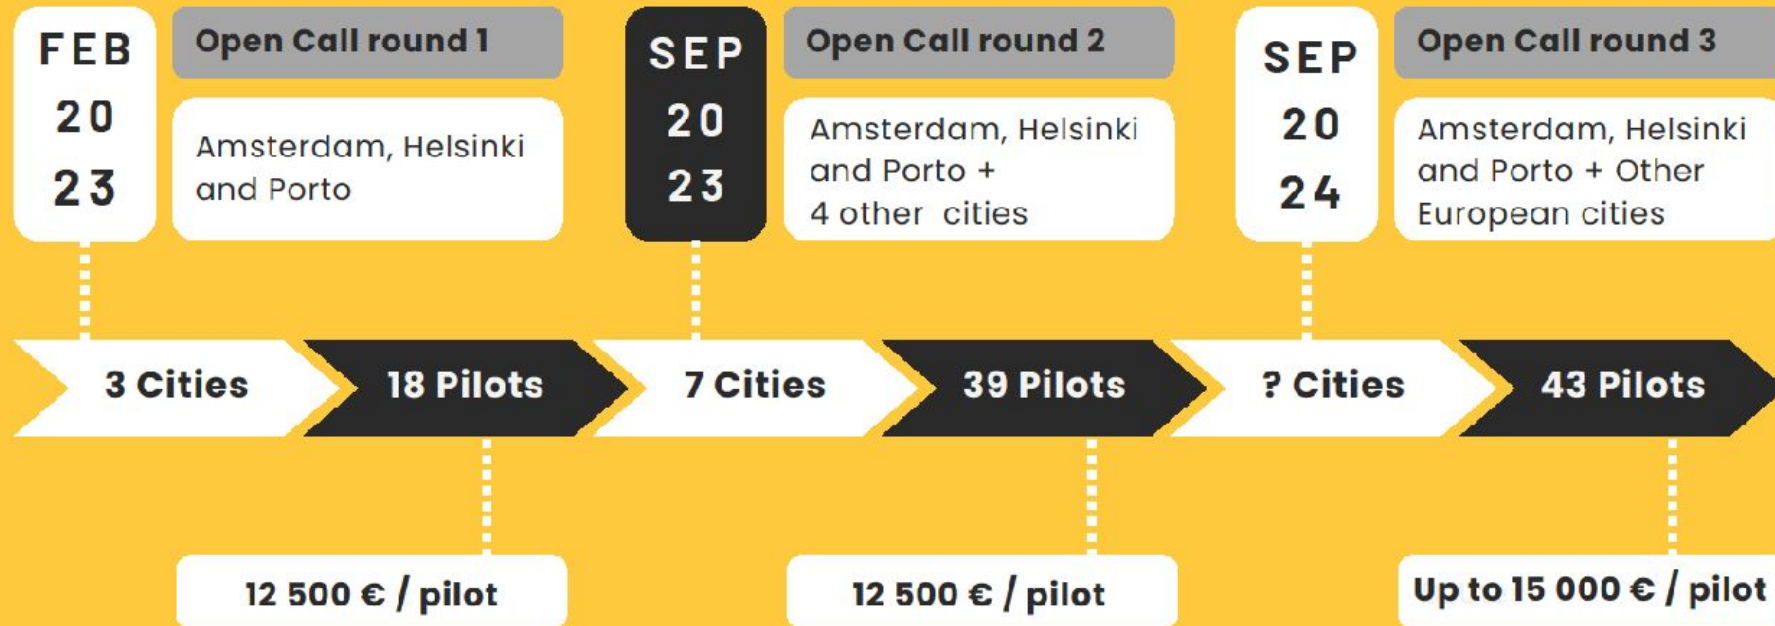 FEB
20
23
Open Call round 1
Amsterdam, Helsinki
and Porto
SEP
20
23
Open Call round 2
Amsterdam, Helsinki
and Porto +
4 other cities
SEP
20
24
Open Call round 3
Amsterdam, Helsinki
and Porto + Other
European cities
3 Cities
18 Pilots
7 Cities
39 Pilots
? Cities
43 Pilots
12 500 € / pilot
12 500 € / pilot
Up to 15 000 € / pilot